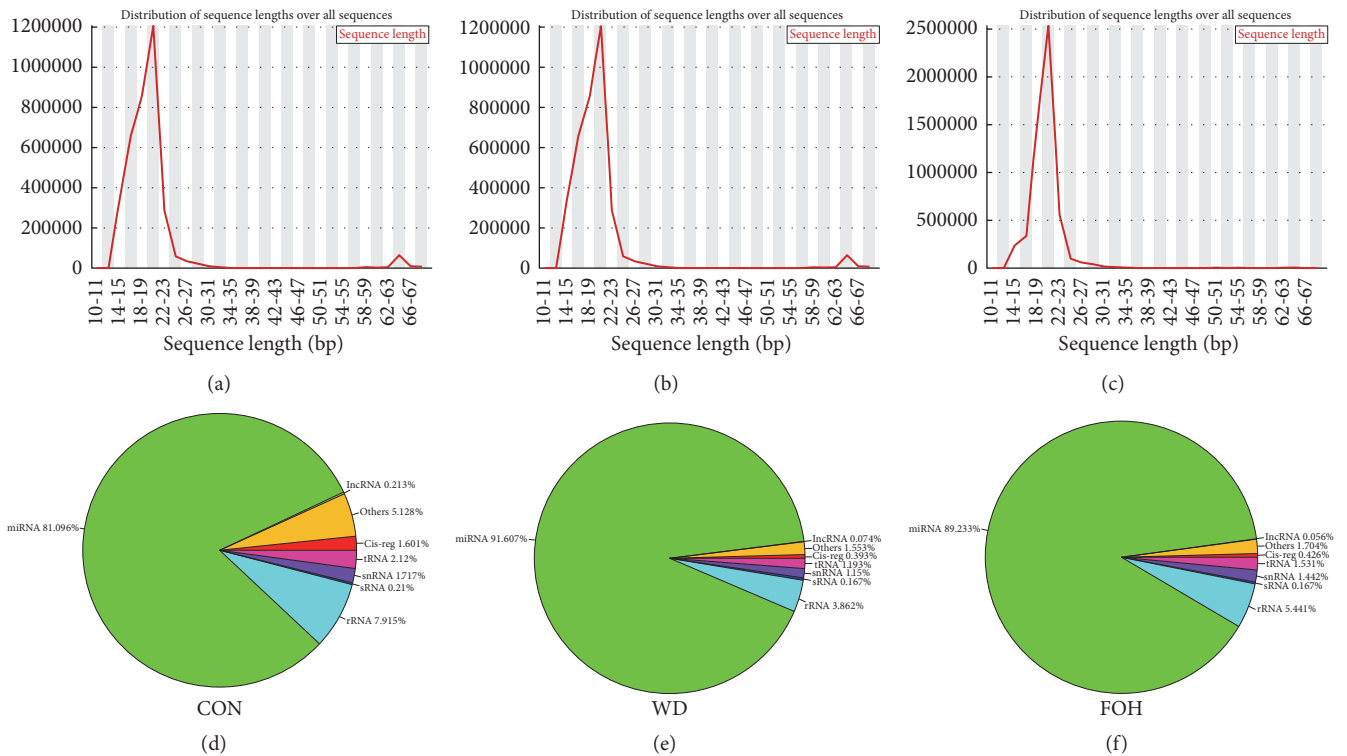 Distribution of sequence lengths over all sequences
Sequence length
1200000
1000000
800000
600000
400000
200000
0
10-11
14-15
18-19
22-23
26-27
30-31
34-35
38-39
42-43
46-47
50-51
54-55
58-59
62-63
66-67
Sequence length (bp)
(a)
Distribution of sequence lengths over all sequences
Sequence length
1200000
1000000
800000
600000
400000
200000
0
10-11
14-15
18-19
22-23
26-27
30-31
34-35
38-39
42-43
46-47
50-51
54-55
58-59
62-63
66-67
Sequence length (bp)
(b)
Distribution of sequence lengths over all sequences
Sequence length
2500000
2000000
1500000
1000000
500000
0
10-11
14-15
18-19
22-23
26-27
30-31
34-35
38-39
42-43
46-47
50-51
54-55
58-59
62-63
66-67
Sequence length (bp)
(c)
miRNA 81.096%
lncRNA 0.213%
Others 5.128%
Cis-reg 1.601%
tRNA 2.12%
snRNA 1.717%
sRNA 0.21%
rRNA 7.915%
CON
(d)
miRNA 91.607%
lncRNA 0.074%
Others 1.553%
Cis-reg 0.393%
tRNA 1.193%
snRNA 1.15%
sRNA 0.167%
rRNA 3.862%
WD
(e)
miRNA 89.233%
lncRNA 0.056%
Others 1.704%
Cis-reg 0.426%
tRNA 1.531%
snRNA 1.442%
sRNA 0.167%
rRNA 5.441%
FOH
(f)